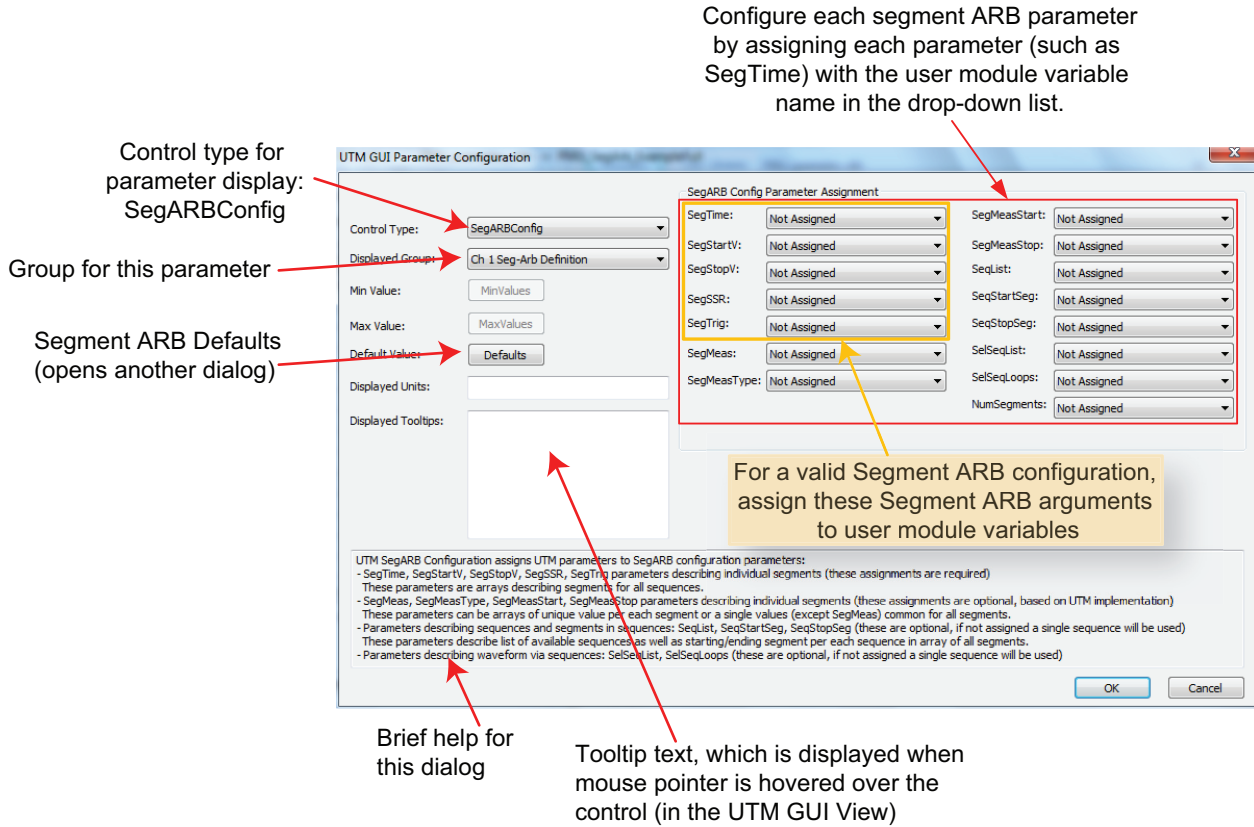 Configure each segment ARB parameter
by assigning each parameter (such as
SegTime) with the user module variable
name in the drop-down list.
Control type for
parameter display:
SegARBConfig
Group for this parameter
Segment ARB Defaults
(opens another dialog)
UTM GUI Parameter Configuration
Control Type:
SegARBConfig
Displayed Group:
Ch 1 Seg-Arb Definition
Min Value:
MinValues
Max Value:
MaxValues
Default Value:
Defaults
Displayed Units:
Displayed Tooltips:
SegARB Config Parameter Assignment
SegTime: Not Assigned
SegStartV: Not Assigned
SegStopV: Not Assigned
SegSSR: Not Assigned
SegTrig: Not Assigned
SegMeas: Not Assigned
SegMeasType: Not Assigned
SegMeasStart: Not Assigned
SegMeasStop: Not Assigned
SeqList: Not Assigned
SeqStartSeg: Not Assigned
SeqStopSeg: Not Assigned
SelSeqList: Not Assigned
SelSeqLoops: Not Assigned
NumSegments: Not Assigned
For a valid Segment ARB configuration,
assign these Segment ARB arguments
to user module variables
UTM SegARB Configuration assigns UTM parameters to SegARB configuration parameters:
- SegTime, SegStartV, SegStopV, SegSSR, SegTrig parameters describing individual segments (these assignments are required)
These parameters are arrays describing segments for all sequences.
- SegMeas, SegMeasType, SegMeasStart, SegMeasStop parameters describing individual segments (these assignments are optional, based on UTM implementation)
These parameters can be arrays of unique value per each segment or a single values (except SegMeas) common for all segments.
- Parameters describing sequences and segments in sequences: SeqList, SeqStartSeg, SeqStopSeg (these are optional, if not assigned a single sequence will be used)
These parameters describe list of available sequences as well as starting/ending segment per each sequence in array of all segments.
- Parameters describing waveform via sequences: SelSeqList, SelSeqLoops (these are optional, if not assigned a single sequence will be used)
OK
Cancel
Brief help for
this dialog
Tooltip text, which is displayed when
mouse pointer is hovered over the
control (in the UTM GUI View)